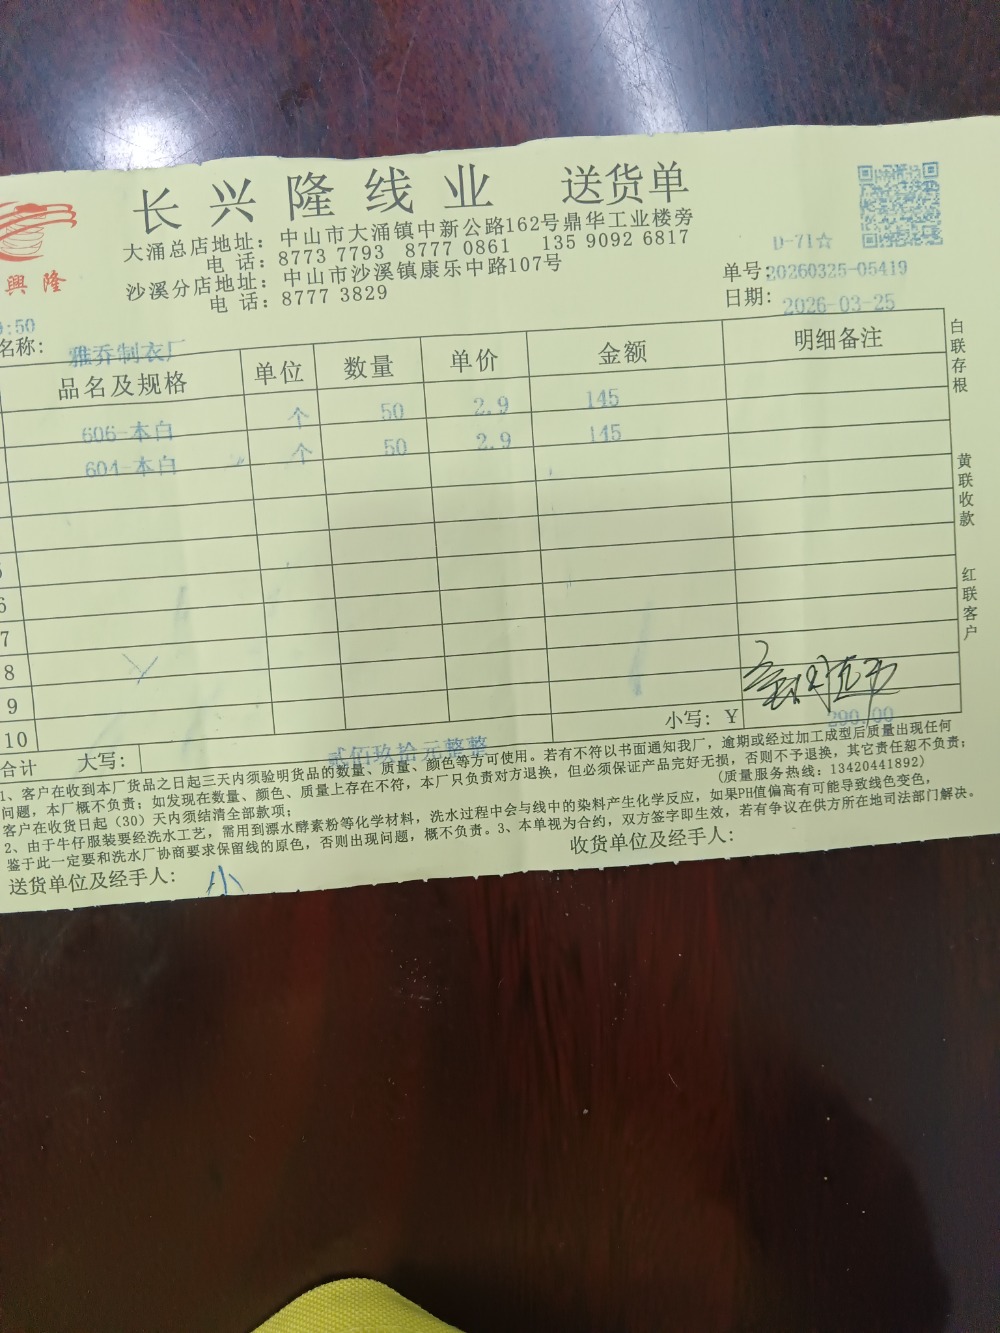 長興隆线业 送货单
興隆
大涌总店地址：中山市大涌镇中新公路162号鼎华工业楼旁
电 话：8773 7793 8777 0861 135 9092 6817
沙溪分店地址：中山市沙溪镇康乐中路107号
电 话：8777 3829
D-71☆
单号：20260325-05419
日期：2026-03-25
:50
名称：雅乔制衣厂
品名及规格 单位 数量 单价 金额 明细备注
606-本白 个 50 2.9 145
604-本白 个 50 2.9 145
6
7
8
9
10
合计 大写：贰佰玖拾元整整 小写：￥290.00
1、客户在收到本厂货品之日起三天内须验明货品的数量、质量、颜色等方可使用。若有不符以书面通知我厂，逾期或经过加工成型后质量出现任何
问题，本厂概不负责；如发现在数量、颜色、质量上存在不符，本厂只负责对方退换，但必须保证产品完好无损，否则不予退换，其它责任恕不负责；
客户在收货日起（30）天内须结清全部款项； （质量服务热线：13420441892）
2、由于牛仔服装要经洗水工艺，需用到漂水酵素粉等化学材料，洗水过程中会与线中的染料产生化学反应，如果PH值偏高有可能导致线色变色，
鉴于此一定要和洗水厂协商要求保留线的原色，否则出现问题，概不负责。3、本单视为合约，双方签字即生效，若有争议在供方所在地司法部门解决。
送货单位及经手人：小 收货单位及经手人：
白联存根
黄联收款
红联客户